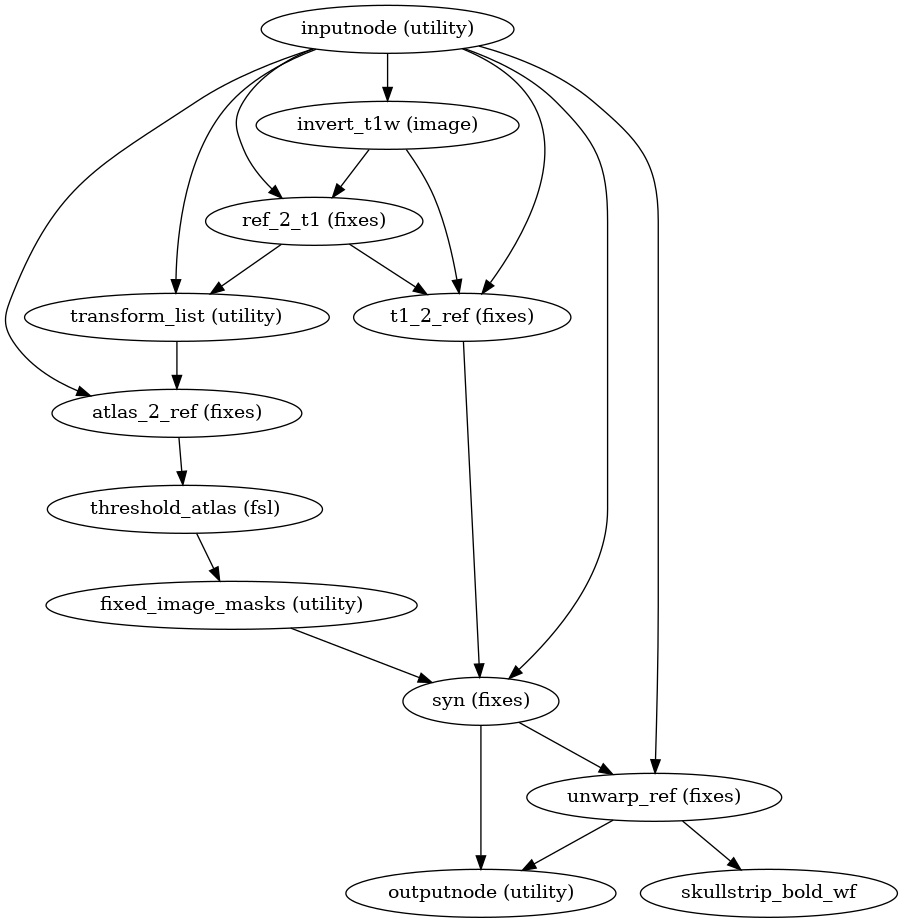 inputnode (utility)
invert_t1w (image)
ref_2_t1 (fixes)
transform_list (utility)
t1_2_ref (fixes)
atlas_2_ref (fixes)
threshold_atlas (fsl)
fixed_image_masks (utility)
syn (fixes)
unwarp_ref (fixes)
outputnode (utility)
skullstrip_bold_wf